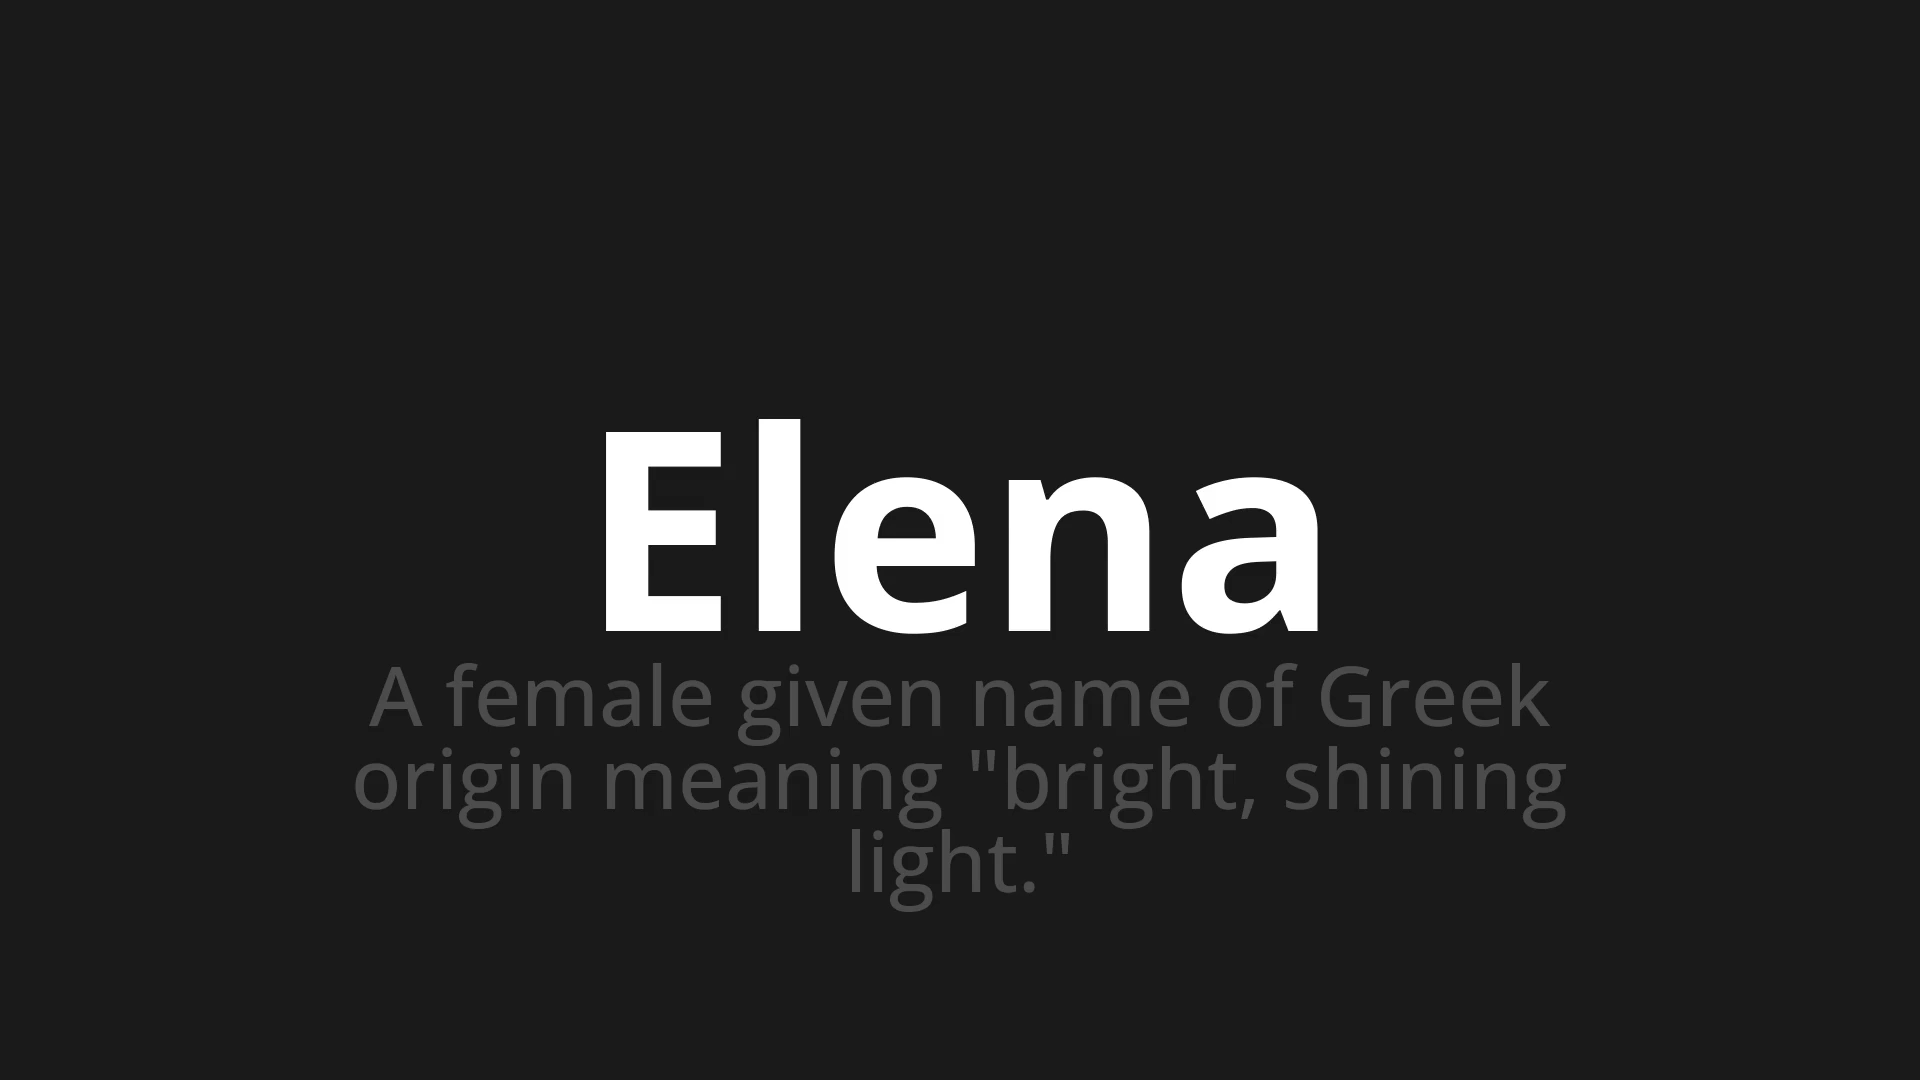 Elena
A female given name of Greek
origin meaning "bright, shining
light."